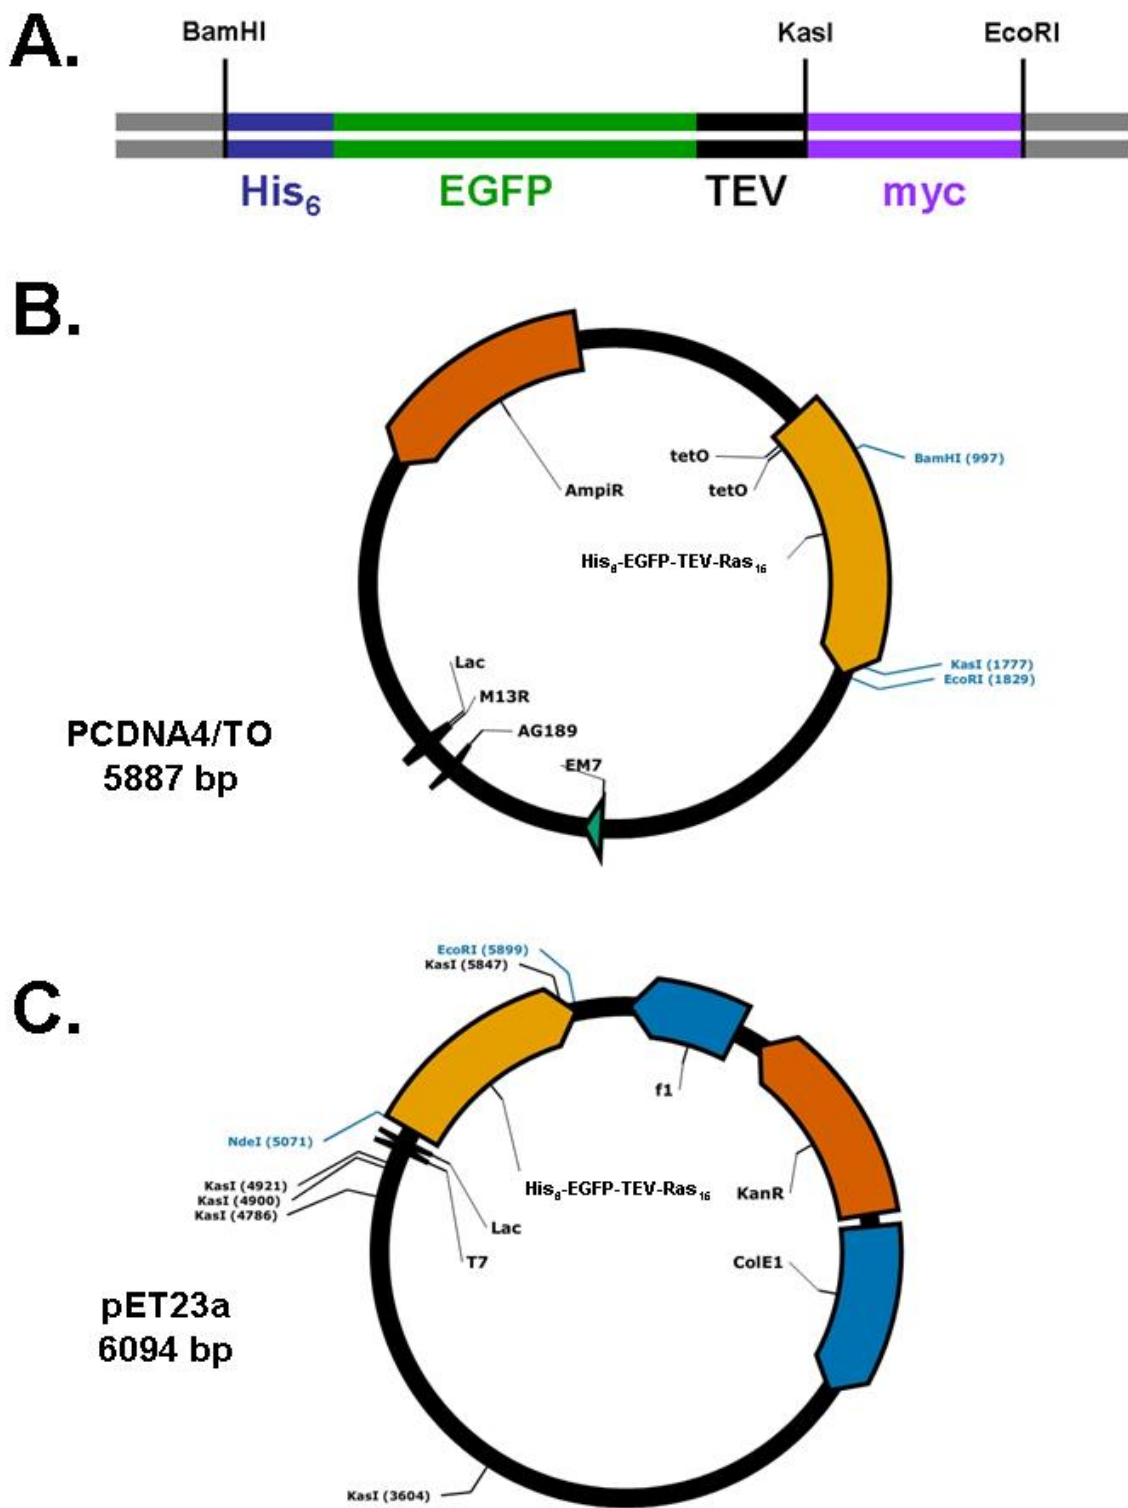 A.
BamHI
KasI
EcoRI
His6
EGFP
TEV
myc
B.
tetO
tetO
BamHI (997)
AmpiR
His8-EGFP-TEV-Ras16
Lac
M13R
AG189
EM7
KasI (1777)
EcoRI (1829)
PCDNA4/TO
5887 bp
C.
EcoRI (5899)
KasI (5847)
f1
NdeI (5071)
KasI (4921)
KasI (4900)
KasI (4786)
His8-EGFP-TEV-Ras16
KanR
Lac
T7
ColE1
pET23a
6094 bp
KasI (3604)